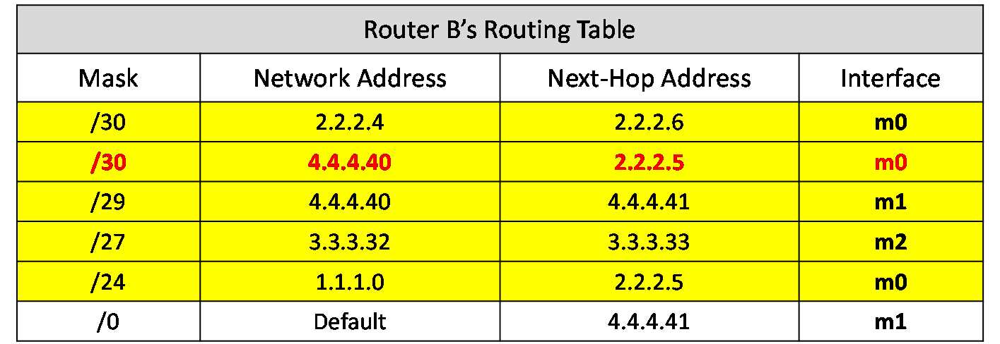 Router B’s Routing Table
Mask Network Address Next-Hop Address Interface
/30 2.2.2.4 2.2.2.6 m0
/30 4.4.4.40 2.2.2.5 m0
/29 4.4.4.40 4.4.4.41 m1
/27 3.3.3.32 3.3.3.33 m2
/24 1.1.1.0 2.2.2.5 m0
/0 Default 4.4.4.41 m1